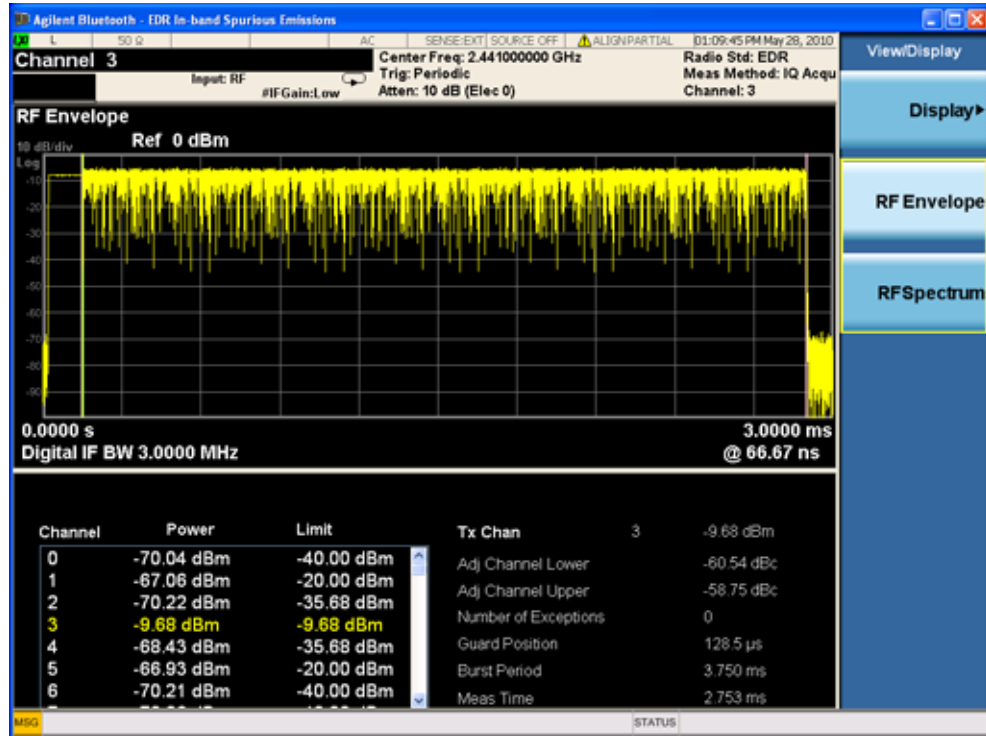 Agilent Bluetooth - EDR In-band Spurious Emissions
L 50 Ω AC SENSE:EXT SOURCE OFF ALIGN PARTIAL 01:09:45 PM May 28, 2010
Channel 3
Input: RF
#IFGain:Low
Center Freq: 2.441000000 GHz
Trig: Periodic
Atten: 10 dB (Elec 0)
Radio Std: EDR
Meas Method: IQ Acqu
Channel: 3
View/Display
Display
RF Envelope
RF Spectrum
RF Envelope
10 dB/div Ref 0 dBm
Log
-10
-20
-30
-40
-50
-60
-70
-80
-90
0.0000 s 3.0000 ms
Digital IF BW 3.0000 MHz @ 66.67 ns
Channel Power Limit
0 -70.04 dBm -40.00 dBm
1 -67.06 dBm -20.00 dBm
2 -70.22 dBm -35.68 dBm
3 -9.68 dBm -9.68 dBm
4 -68.43 dBm -35.68 dBm
5 -66.93 dBm -20.00 dBm
6 -70.21 dBm -40.00 dBm
Tx Chan 3 -9.68 dBm
Adj Channel Lower -60.54 dBc
Adj Channel Upper -58.75 dBc
Number of Exceptions 0
Guard Position 128.5 µs
Burst Period 3.750 ms
Meas Time 2.753 ms
MSG STATUS